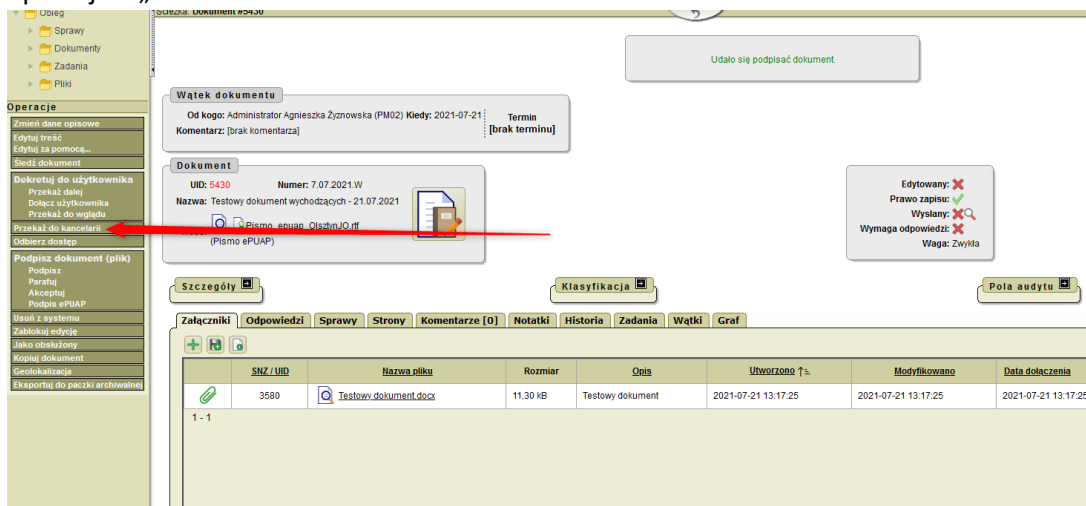 Obieg
Ścieżka: Dokument #5430
Sprawy
Dokumenty
Zadania
Pliki
Operacje
Zmień dane opisowe
Edytuj treść
Edytuj za pomocą...
Śledź dokument
Dekretuj do użytkownika
Przekaż dalej
Dołącz użytkownika
Przekaż do wglądu
Przekaż do kancelarii
Odbierz dostęp
Podpisz dokument (plik)
Podpisz
Parafuj
Akceptuj
Podpis ePUAP
Usuń z systemu
Zablokuj edycję
Jako obsłużony
Kopiuj dokument
Geolokalizacja
Eksportuj do paczki archiwalnej
Udało się podpisać dokument.
Wątek dokumentu
Od kogo: Administrator Agnieszka Żyznowska (PM02) Kiedy: 2021-07-21
Komentarz: [brak komentarza]
Termin
[brak terminu]
Dokument
UID: 5430 Numer: 7.07.2021.W
Nazwa: Testowy dokument wychodzących - 21.07.2021
Pismo_epuap_OlsztynJO.rtf
(Pismo ePUAP)
Edytowany:
Prawo zapisu:
Wysłany:
Wymaga odpowiedzi:
Waga: Zwykła
Szczegóły
Klasyfikacja
Pola audytu
Załączniki Odpowiedzi Sprawy Strony Komentarze [0] Notatki Historia Zadania Wątki Graf
SNZ / UID Nazwa pliku Rozmiar Opis Utworzono Modyfikowano Data dołączenia
3580 Testowy dokument.docx 11,30 kB Testowy dokument 2021-07-21 13:17:25 2021-07-21 13:17:25 2021-07-21 13:17:25
1 - 1